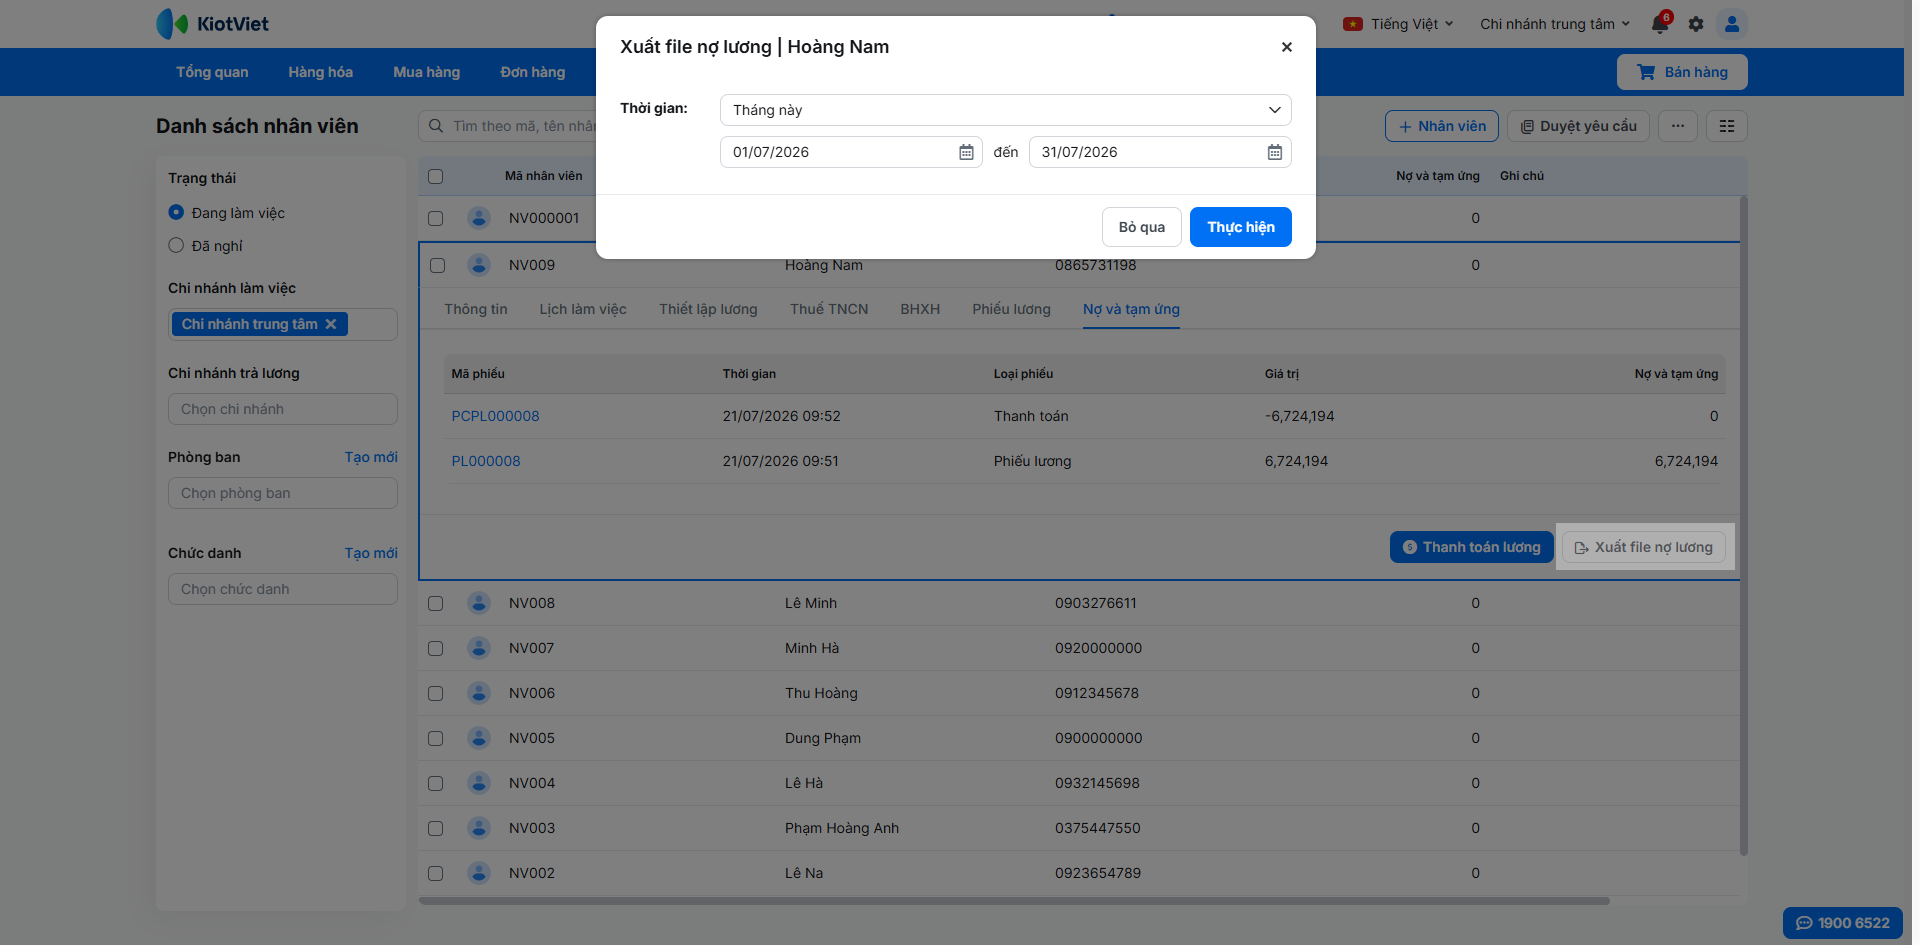 KiotViet
Tiếng Việt
Chi nhánh trung tâm
6
Xuất file nợ lương | Hoàng Nam
Tổng quan
Hàng hóa
Mua hàng
Đơn hàng
Bán hàng
Thời gian:
Tháng này
01/07/2026
đến
31/07/2026
Bỏ qua
Thực hiện
Danh sách nhân viên
Tìm theo mã, tên nhân
Nhân viên
Duyệt yêu cầu
Trạng thái
Đang làm việc
Đã nghỉ
Chi nhánh làm việc
Chi nhánh trung tâm
Chi nhánh trả lương
Chọn chi nhánh
Phòng ban
Tạo mới
Chọn phòng ban
Chức danh
Tạo mới
Chọn chức danh
Mã nhân viên
Nợ và tạm ứng
Ghi chú
NV000001
0
NV009
Hoàng Nam
0865731198
0
Thông tin
Lịch làm việc
Thiết lập lương
Thuế TNCN
BHXH
Phiếu lương
Nợ và tạm ứng
Mã phiếu
Thời gian
Loại phiếu
Giá trị
Nợ và tạm ứng
PCPL000008
21/07/2026 09:52
Thanh toán
-6,724,194
0
PL000008
21/07/2026 09:51
Phiếu lương
6,724,194
6,724,194
Thanh toán lương
Xuất file nợ lương
NV008
Lê Minh
0903276611
0
NV007
Minh Hà
0920000000
0
NV006
Thu Hoàng
0912345678
0
NV005
Dung Phạm
0900000000
0
NV004
Lê Hà
0932145698
0
NV003
Phạm Hoàng Anh
0375447550
0
NV002
Lê Na
0923654789
0
1900 6522